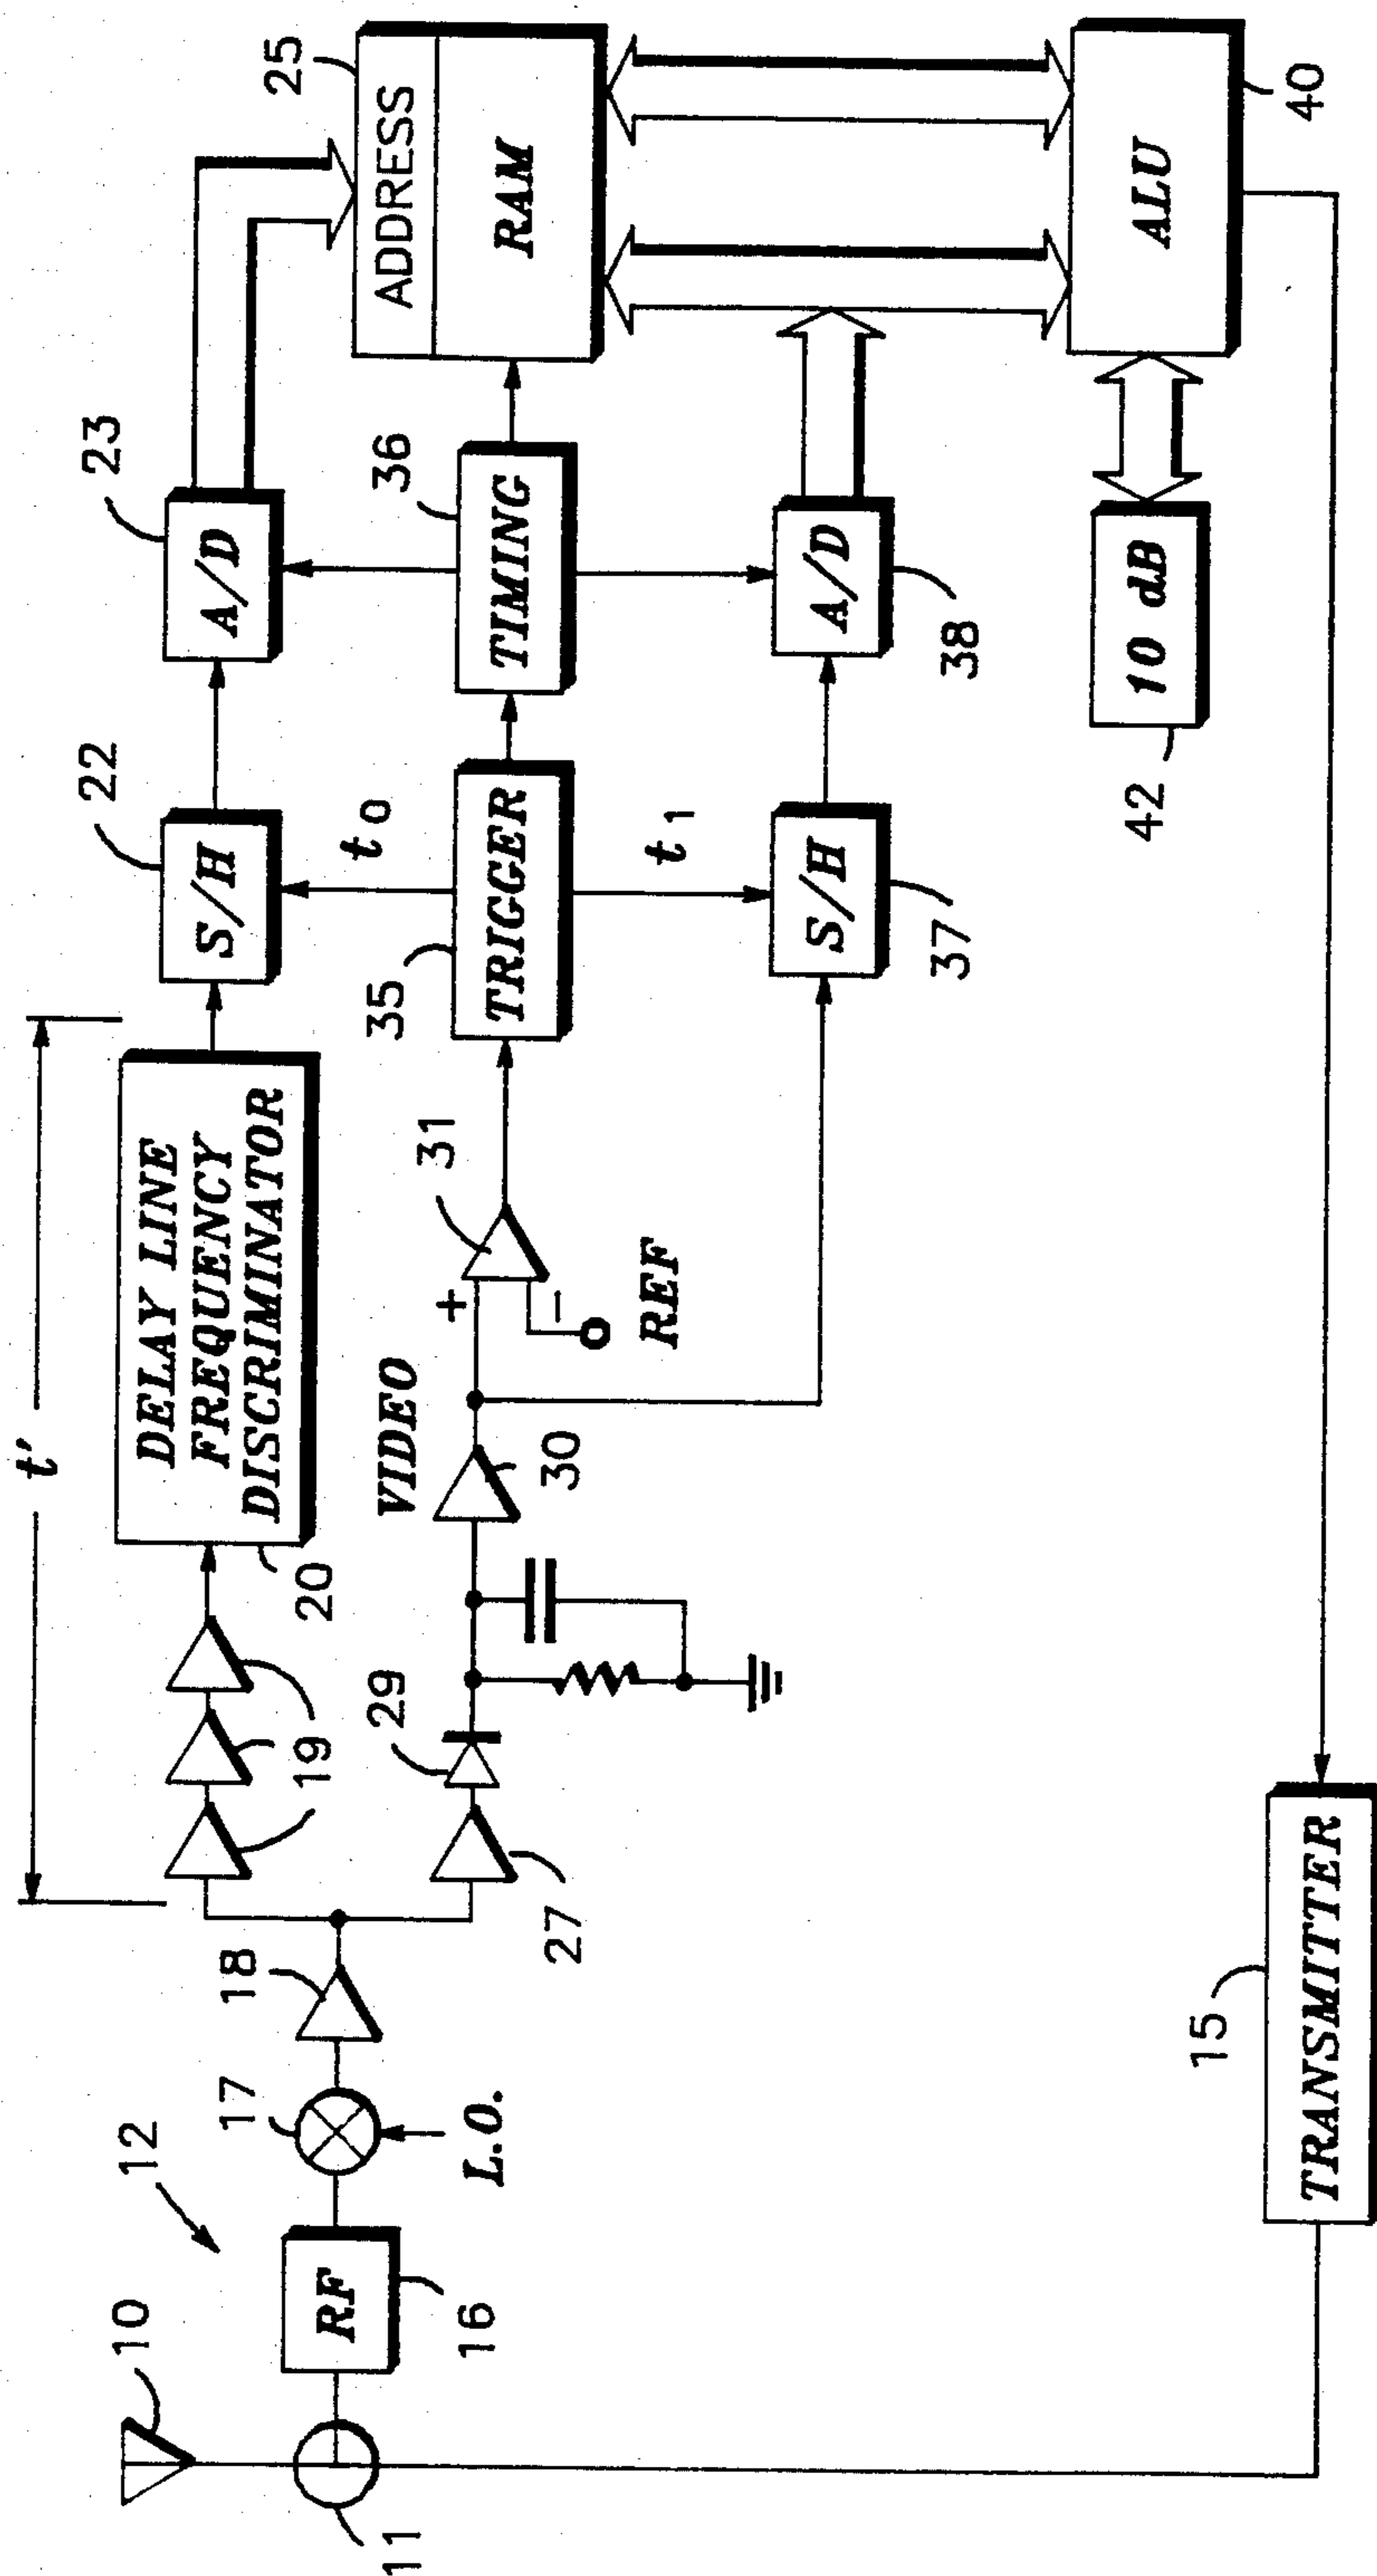 t'
10
12
17
18
19
DELAY LINE
FREQUENCY
DISCRIMINATOR
20
22
S/H
23
A/D
25
ADDRESS
RAM
11
RF
16
L.O.
27
29
VIDEO
30
+
−
REF
31
35
TRIGGER
t0
t1
36
TIMING
37
S/H
38
A/D
42
10 dB
ALU
40
15
TRANSMITTER